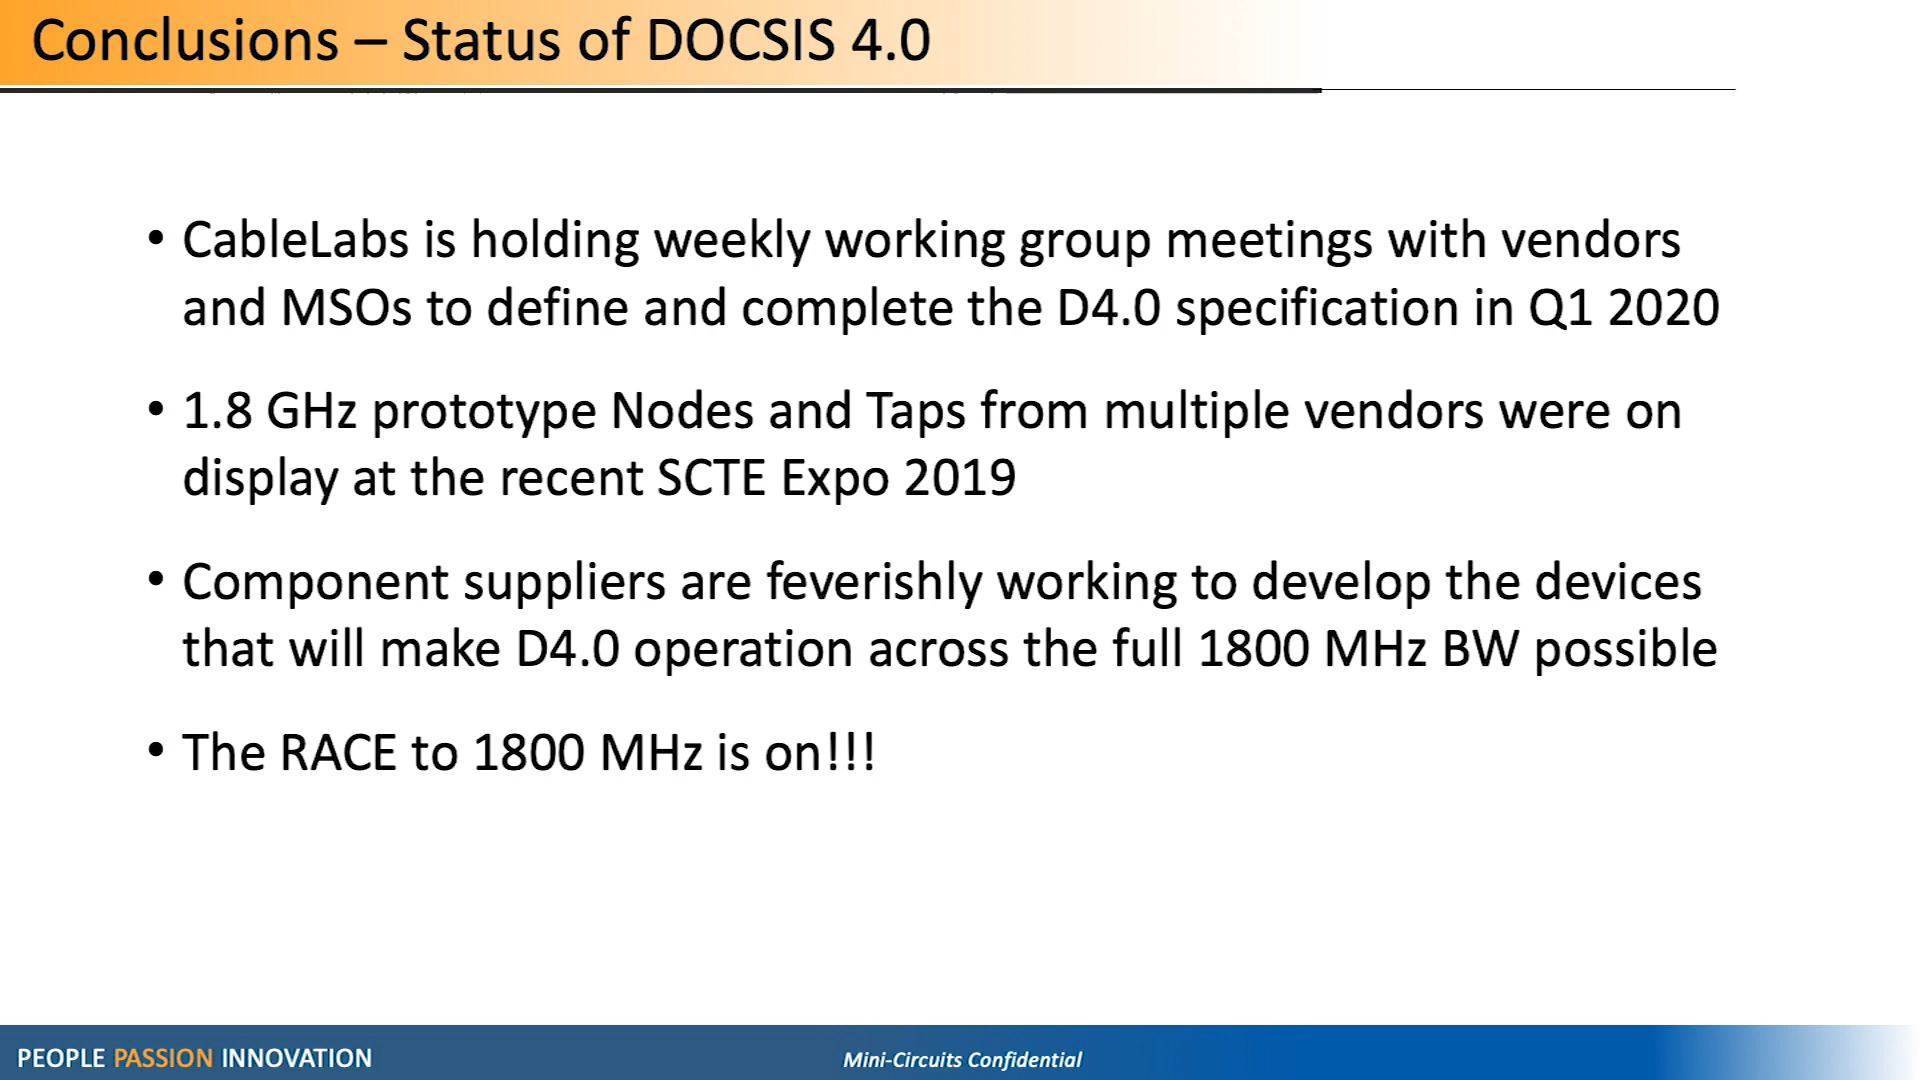 Conclusions – Status of DOCSIS 4.0
• CableLabs is holding weekly working group meetings with vendors
and MSOs to define and complete the D4.0 specification in Q1 2020
• 1.8 GHz prototype Nodes and Taps from multiple vendors were on
display at the recent SCTE Expo 2019
• Component suppliers are feverishly working to develop the devices
that will make D4.0 operation across the full 1800 MHz BW possible
• The RACE to 1800 MHz is on!!!
PEOPLE PASSION INNOVATION
Mini-Circuits Confidential